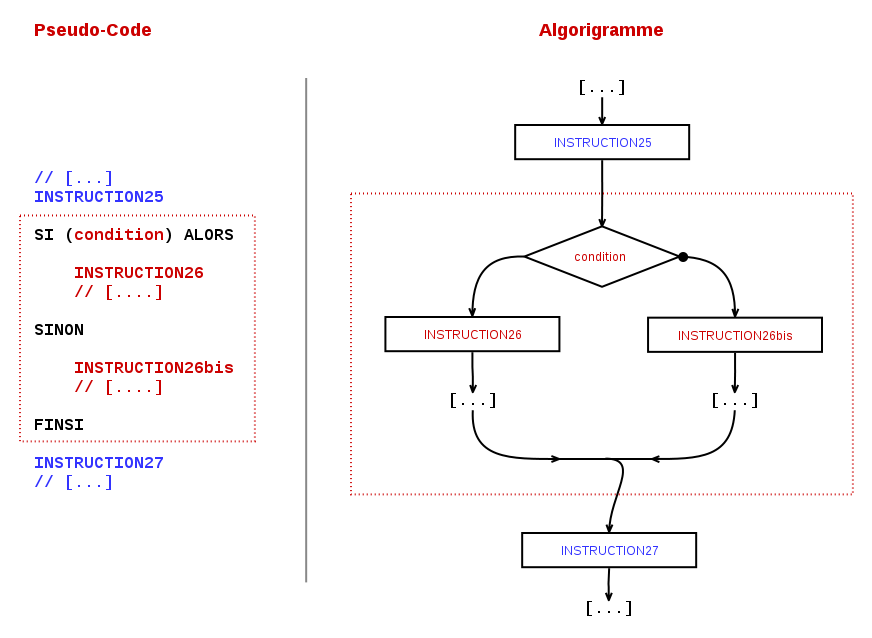 Pseudo-Code
// [...]
INSTRUCTION25
SI (condition) ALORS
INSTRUCTION26
// [....]
SINON
INSTRUCTION26bis
// [....]
FINSI
INSTRUCTION27
// [...]
Algorigramme
[...]
INSTRUCTION25
condition
INSTRUCTION26
INSTRUCTION26bis
[...]
[...]
INSTRUCTION27
[...]